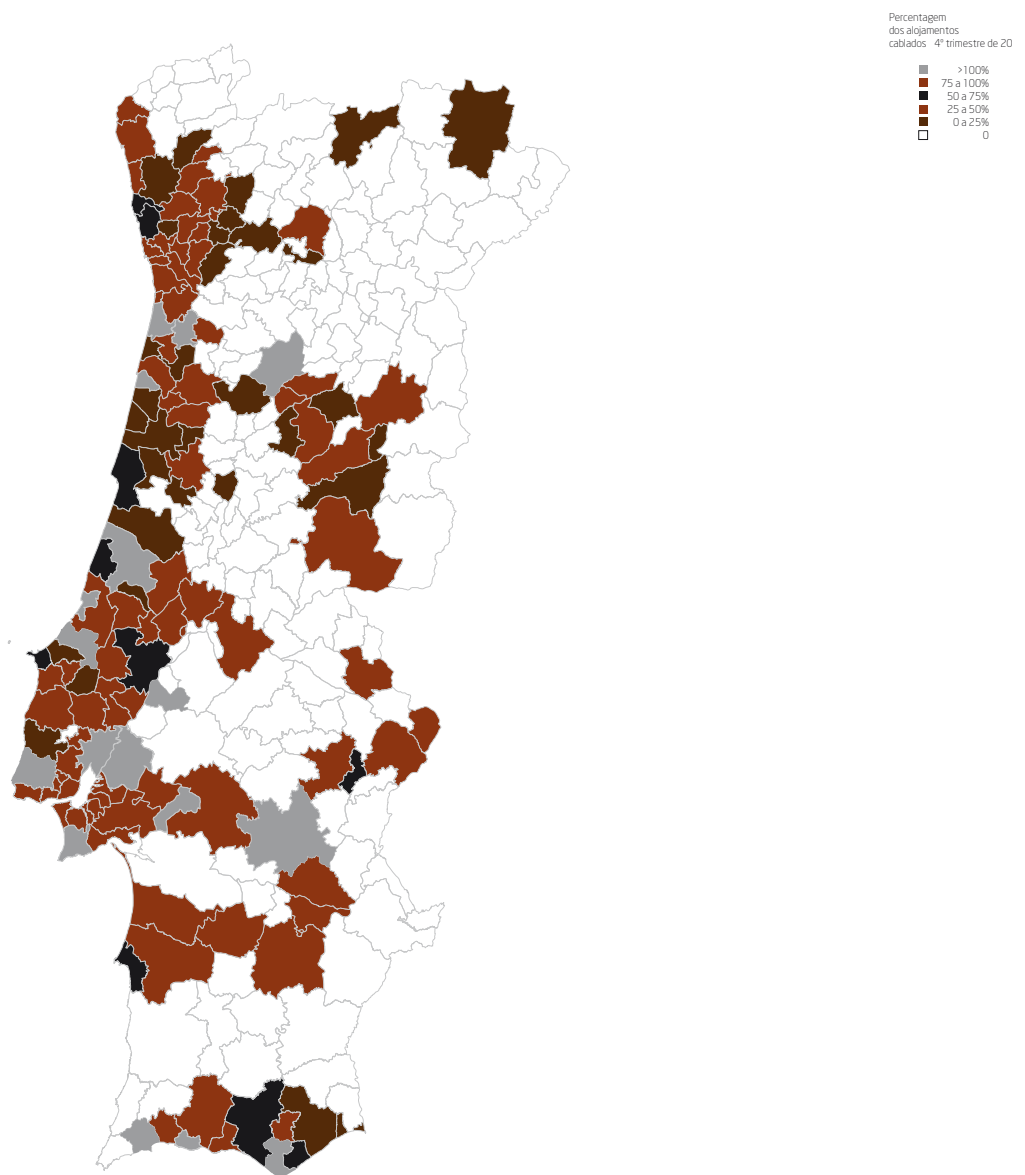 Percentagem
dos alojamentos
cablados 4º trimestre de 20
>100%
75 a 100%
50 a 75%
25 a 50%
0 a 25%
0